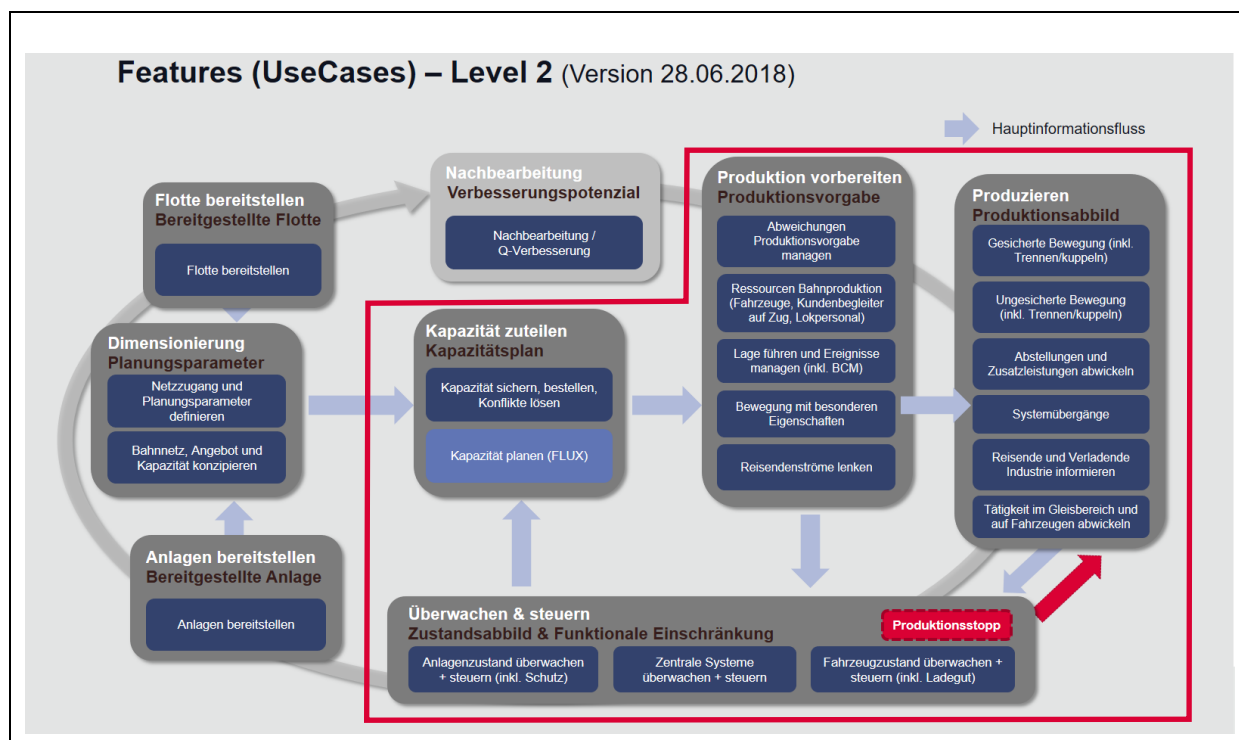 Features (UseCases) – Level 2 (Version 28.06.2018)
Hauptinformationsfluss
Flotte bereitstellen
Bereitgestellte Flotte
Flotte bereitstellen
Nachbearbeitung
Verbesserungspotenzial
Nachbearbeitung /
Q-Verbesserung
Dimensionierung
Planungsparameter
Netzzugang und
Planungsparameter
definieren
Bahnnetz, Angebot und
Kapazität konzipieren
Anlagen bereitstellen
Bereitgestellte Anlage
Anlagen bereitstellen
Kapazität zuteilen
Kapazitätsplan
Kapazität sichern, bestellen,
Konflikte lösen
Kapazität planen (FLUX)
Produktion vorbereiten
Produktionsvorgabe
Abweichungen
Produktionsvorgabe
managen
Ressourcen Bahnproduktion
(Fahrzeuge, Kundenbegleiter
auf Zug, Lokpersonal)
Lage führen und Ereignisse
managen (inkl. BCM)
Bewegung mit besonderen
Eigenschaften
Reisendenströme lenken
Produzieren
Produktionsabbild
Gesicherte Bewegung (inkl.
Trennen/kuppeln)
Ungesicherte Bewegung
(inkl. Trennen/kuppeln)
Abstellungen und
Zusatzleistungen abwickeln
Systemübergänge
Reisende und Verladende
Industrie informieren
Tätigkeit im Gleisbereich und
auf Fahrzeugen abwickeln
Überwachen & steuern
Zustandsabbild & Funktionale Einschränkung
Produktionsstopp
Anlagenzustand überwachen
+ steuern (inkl. Schutz)
Zentrale Systeme
überwachen + steuern
Fahrzeugzustand überwachen +
steuern (inkl. Ladegut)